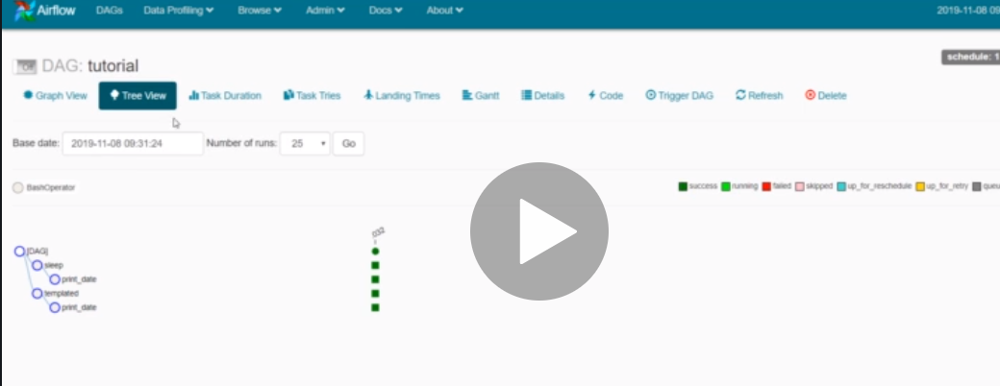 Airflow DAGs Data Profiling Browse Admin Docs About 2019-11-08 09
schedule: 1
Off DAG: tutorial
Graph View Tree View Task Duration Task Tries Landing Times Gantt Details Code Trigger DAG Refresh Delete
Base date: 2019-11-08 09:31:24 Number of runs: 25 Go
BashOperator success running failed skipped up_for_reschedule up_for_retry queu
[DAG]
sleep
print_date
templated
print_date